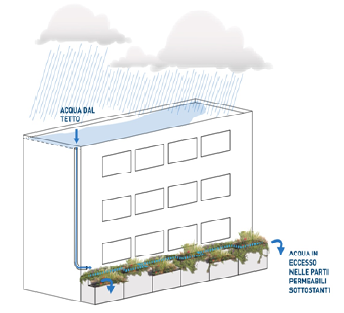 ACQUA DAL
TETTO
ACQUA IN
ECCESSO
NELLE PARTI
PERMEABILI
SOTTOSTANTI